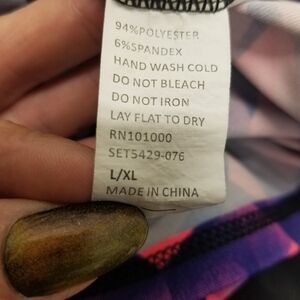 94%POLYESTER
6%SPANDEX
HAND WASH COLD
DO NOT BLEACH
DO NOT IRON
LAY FLAT TO DRY
RN101000
SET5429-076
L/XL
MADE IN CHINA